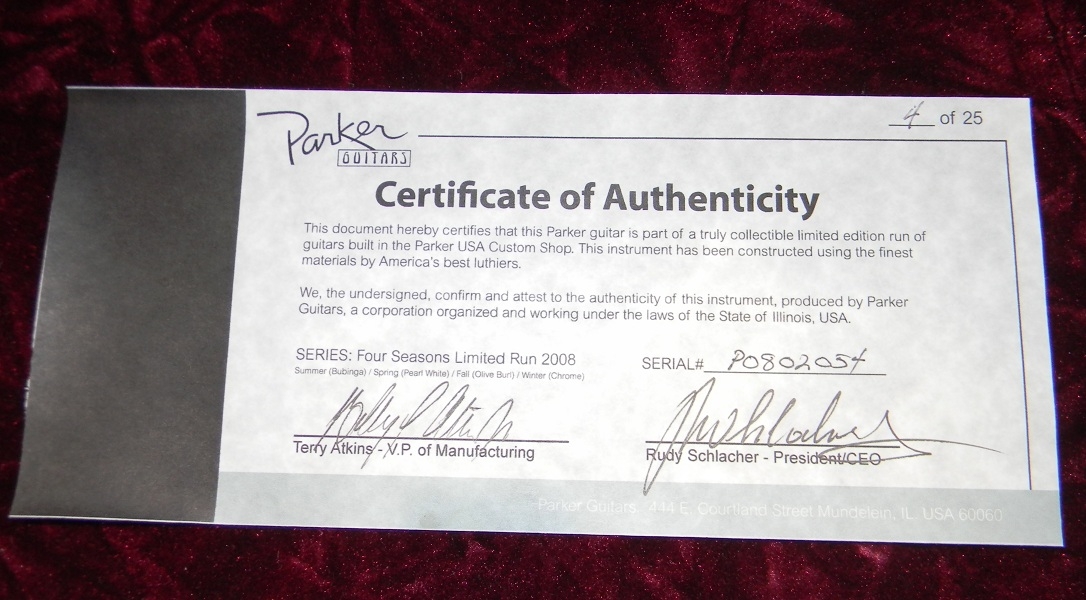 4 of 25
Parker
GUITARS
Certificate of Authenticity
This document hereby certifies that this Parker guitar is part of a truly collectible limited edition run of
guitars built in the Parker USA Custom Shop. This instrument has been constructed using the finest
materials by America's best luthiers.
We, the undersigned, confirm and attest to the authenticity of this instrument, produced by Parker
Guitars, a corporation organized and working under the laws of the State of Illinois, USA.
SERIES: Four Seasons Limited Run 2008
Summer (Bubinga) / Spring (Pearl White) / Fall (Olive Burl) / Winter (Chrome)
SERIAL# P0802054
Terry Atkins - V.P. of Manufacturing
Rudy Schlacher - President/CEO
Parker Guitars 444 E. Courtland Street Mundelein, IL. USA 60060